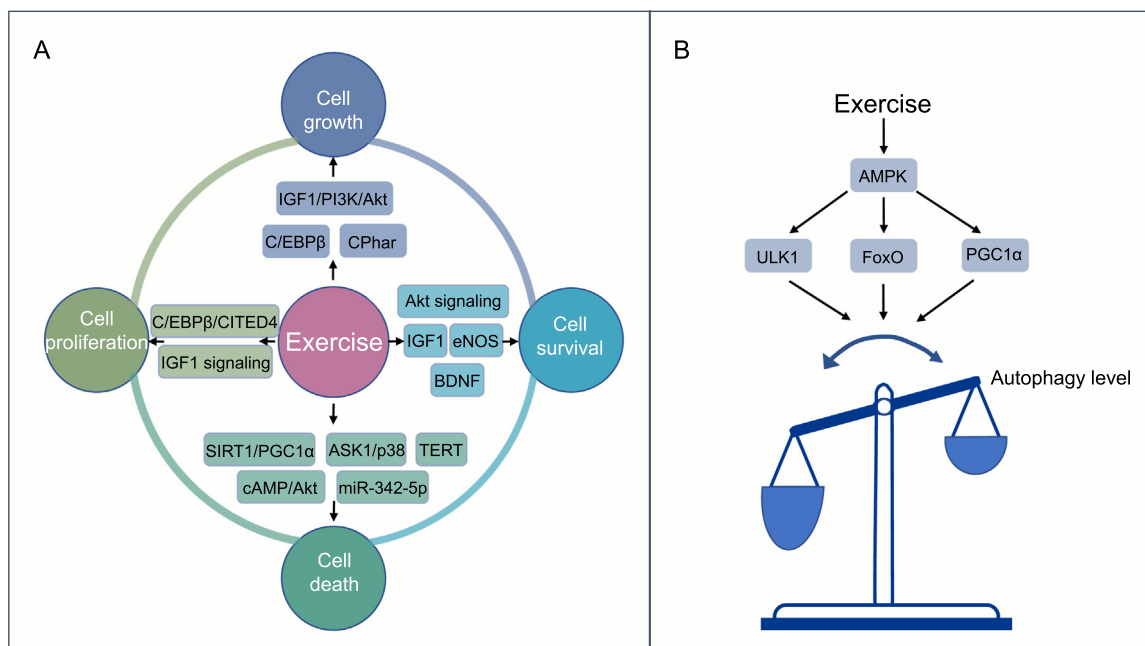 A
Cell
growth
IGF1/PI3K/Akt
C/EBPβ
CPhar
Cell
proliferation
C/EBPβ/CITED4
IGF1 signaling
Exercise
Akt signaling
IGF1
eNOS
BDNF
Cell
survival
SIRT1/PGC1α
ASK1/p38
TERT
cAMP/Akt
miR-342-5p
Cell
death
B
Exercise
AMPK
ULK1
FoxO
PGC1α
Autophagy level